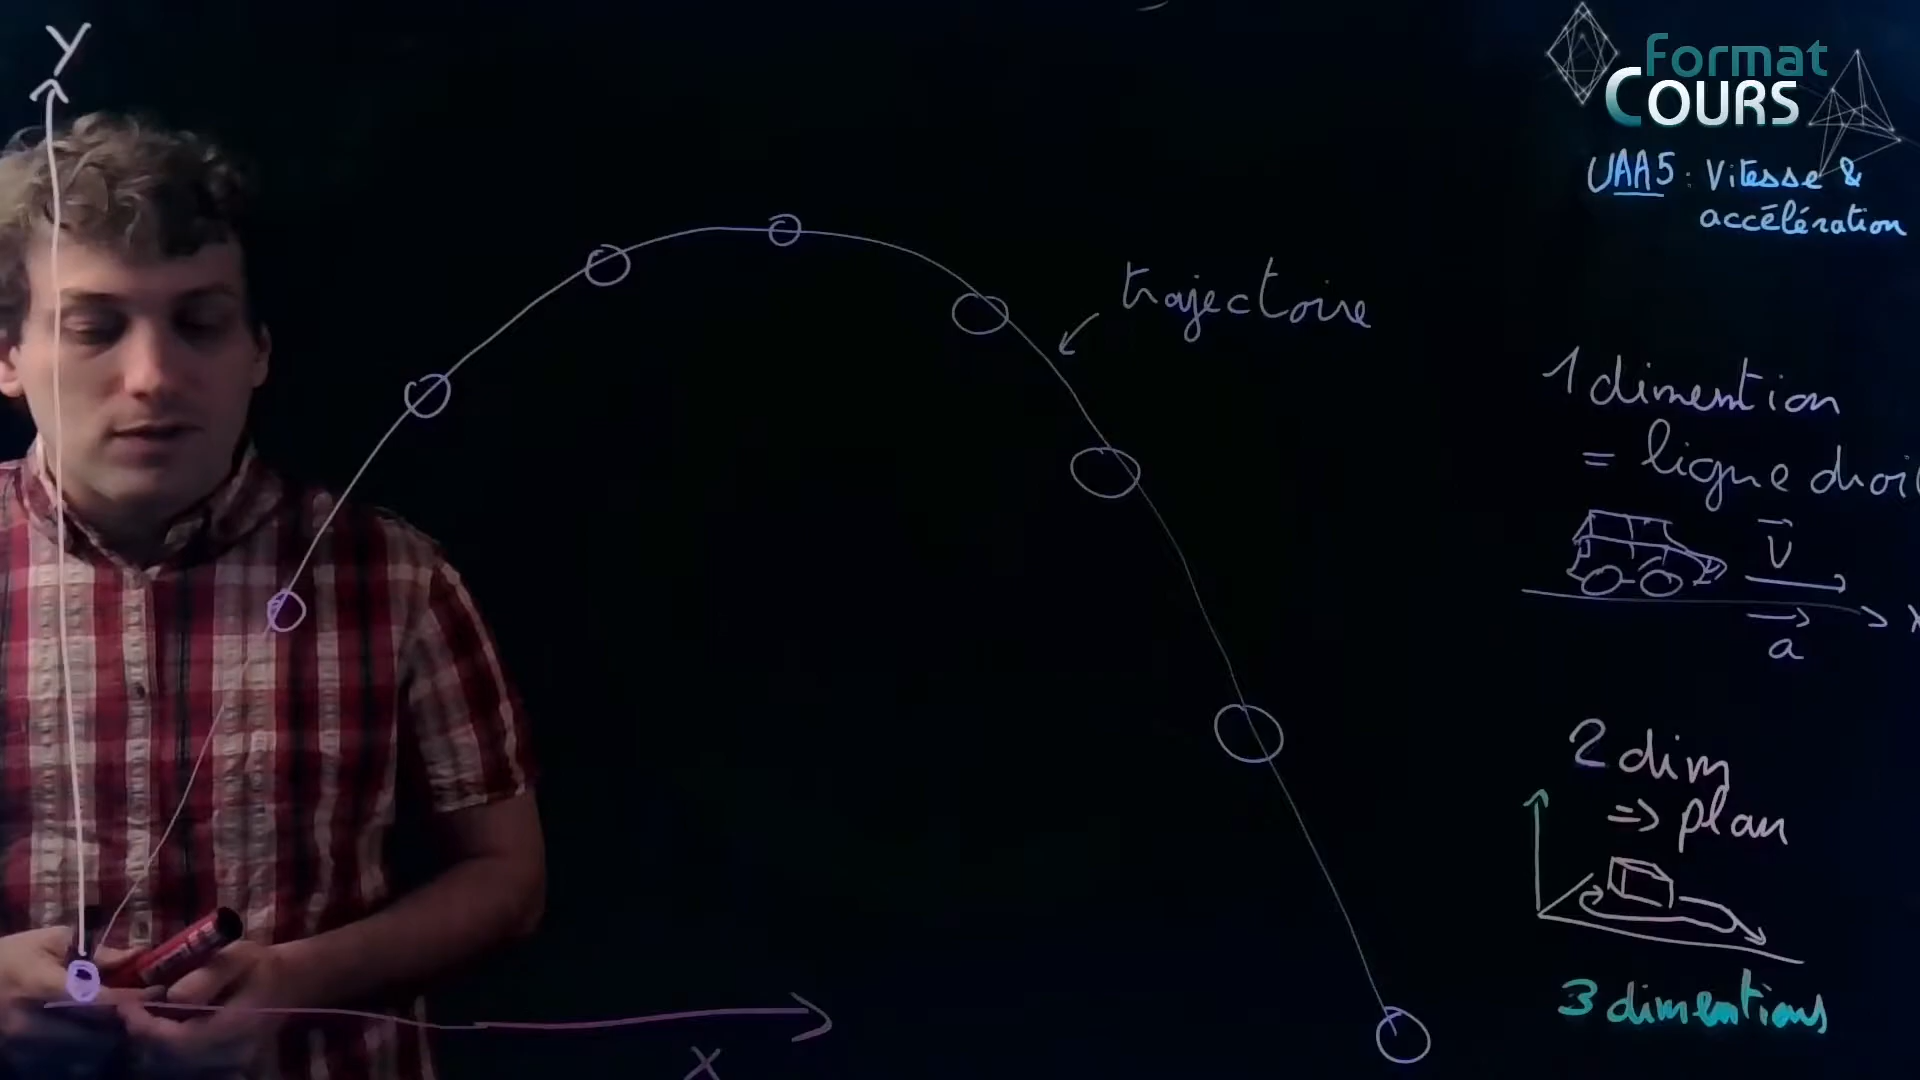 Format
COURS
UAA5 : Vitesse &
accélération
Y
trajectoire
1 dimention
= ligne droi
V
a
2 dim
=> plan
3 dimentions
X